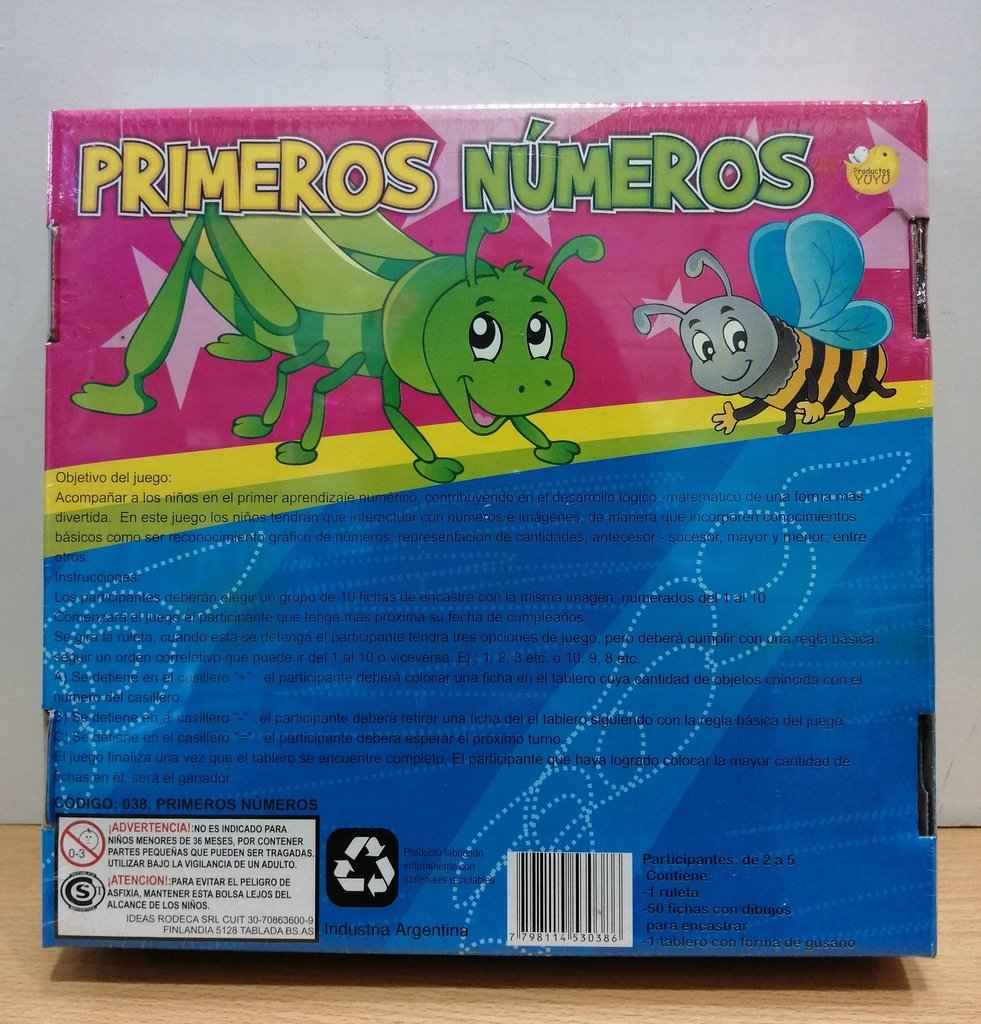 PRIMEROS NÚMEROS
Productos
YUYU
Objetivo del juego:
Acompañar a los niños en el primer aprendizaje numérico, contribuyendo en el desarrollo lógico -matemático de una forma más
divertida. En este juego los niños tendran que interactuar con números e imágenes, de manera que incorporen conocimientos
básicos como ser reconocimiento gráfico de números, representación de cantidades, antecesor - sucesor, mayor y menor; entre
otros.
Instrucciones:
Los participantes deberán elegir un grupo de 10 fichas de encastre con la misma imagen, numerados del 1 al 10.
Comenzará el juego el participante que tenga más próxima su fecha de cumpleaños.
Se gira la ruleta, cuando esta se detenga el participante tendrá tres opciones de juego, pero deberá cumplir con una regla básica:
seguir un orden correlativo que puede ir del 1 al 10 o viceversa. Ej.: 1, 2, 3 etc. o 10, 9, 8 etc.
A) Se detiene en el casillero "+" : el participante deberá colocar una ficha en el tablero cuya cantidad de objetos coincida con el
número del casillero.
B) Se detiene en el casillero "-" : el participante deberá retirar una ficha del el tablero siguiendo con la regla básica del juego.
C) Se detiene en el casillero "=" : el participante deberá esperar el próximo turno.
El juego finaliza una vez que el tablero se encuentre completo. El participante que haya logrado colocar la mayor cantidad de
fichas en él, será el ganador
CÓDIGO: 038. PRIMEROS NÚMEROS
0-3
¡ADVERTENCIA!:NO ES INDICADO PARA
NIÑOS MENORES DE 36 MESES, POR CONTENER
PARTES PEQUEÑAS QUE PUEDEN SER TRAGADAS.
UTILIZAR BAJO LA VIGILANCIA DE UN ADULTO.
S
¡ATENCION!:PARA EVITAR EL PELIGRO DE
ASFIXIA, MANTENER ESTA BOLSA LEJOS DEL
ALCANCE DE LOS NIÑOS.
IDEAS RODECA SRL CUIT 30-70863600-9
FINLANDIA 5128 TABLADA BS.AS
Producto fabricado
enteramente con
materiales reciclables
Industria Argentina
7 798114 530386
Participantes: de 2 a 5
Contiene:
-1 ruleta
-50 fichas con dibujos
para encastrar
-1 tablero con forma de gusano